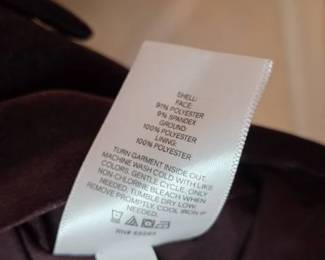 SHELL:
FACE:
91% POLYESTER
9% SPANDEX
GROUND:
100% POLYESTER
LINING:
100% POLYESTER
TURN GARMENT INSIDE OUT.
MACHINE WASH COLD WITH LIKE
COLORS, GENTLE CYCLE. ONLY
NON-CHLORINE BLEACH WHEN
NEEDED. TUMBLE DRY LOW.
REMOVE PROMPTLY. COOL IRON IF
NEEDED.
RN#